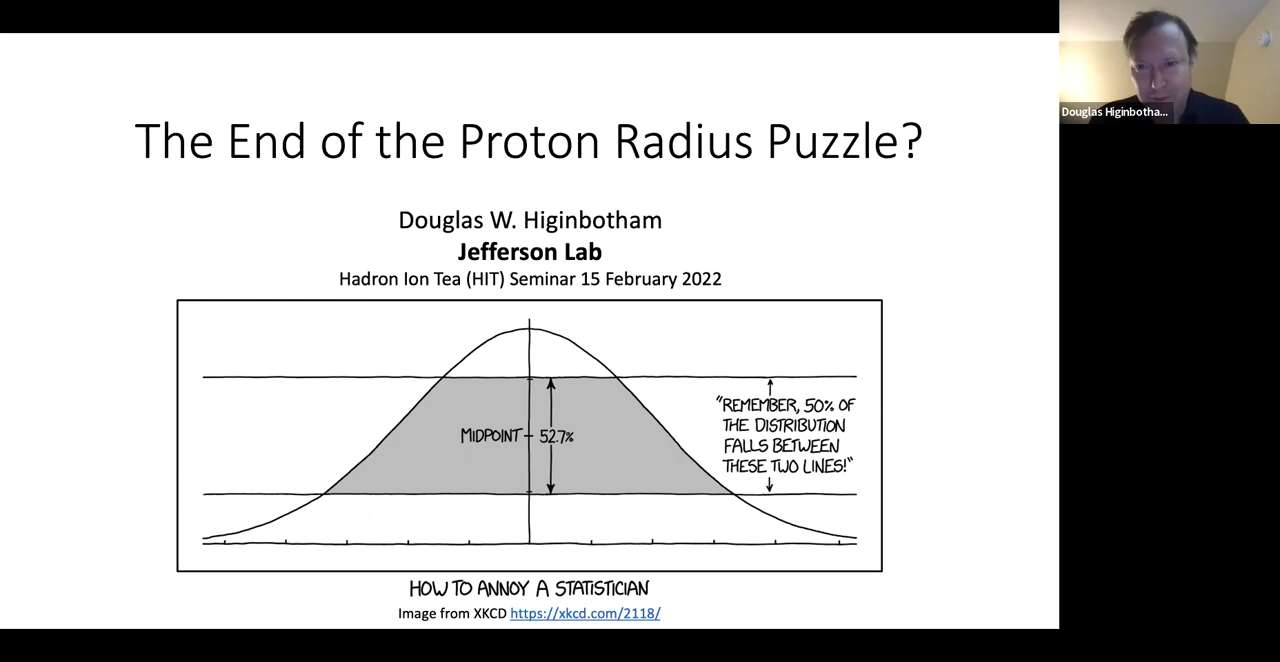 The End of the Proton Radius Puzzle?
Douglas W. Higinbotham
Jefferson Lab
Hadron Ion Tea (HIT) Seminar 15 February 2022
MIDPOINT
52.7%
"REMEMBER, 50% OF
THE DISTRIBUTION
FALLS BETWEEN
THESE TWO LINES!"
HOW TO ANNOY A STATISTICIAN
Image from XKCD https://xkcd.com/2118/
Douglas Higinbotha...